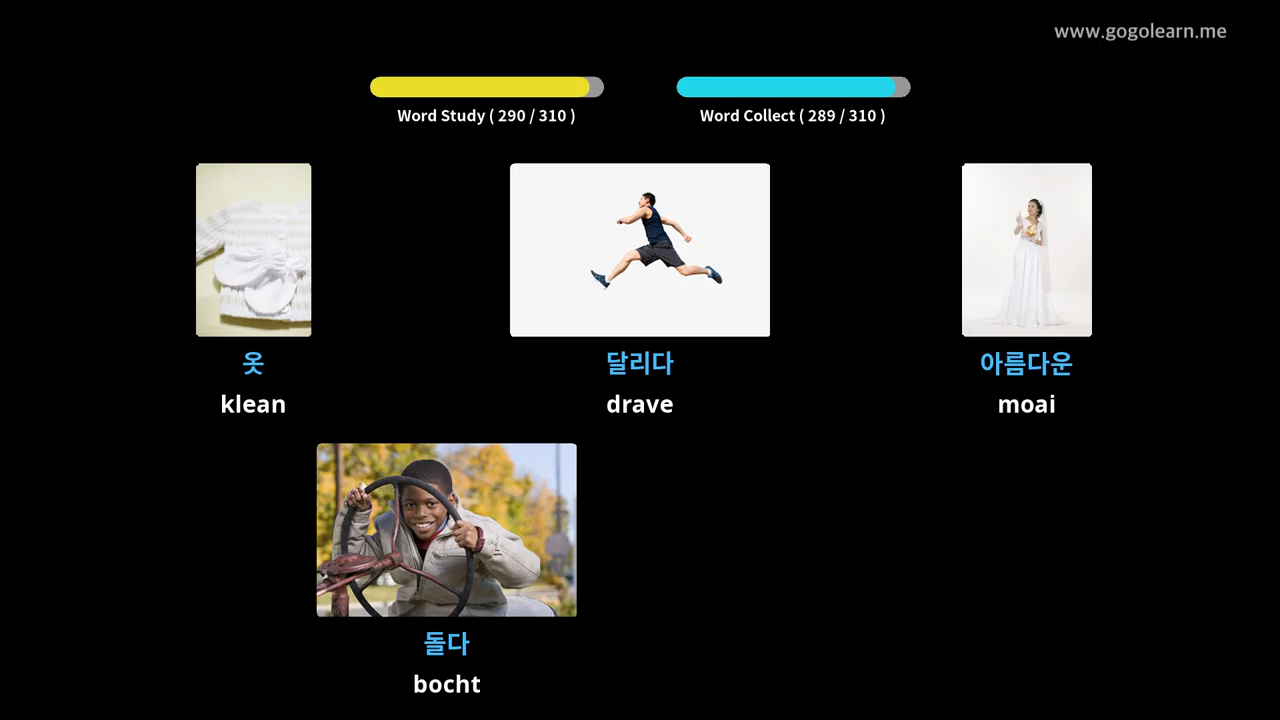 www.gogolearn.me
Word Study ( 290 / 310 )
Word Collect ( 289 / 310 )
옷
klean
달리다
drave
아름다운
moai
돌다
bocht